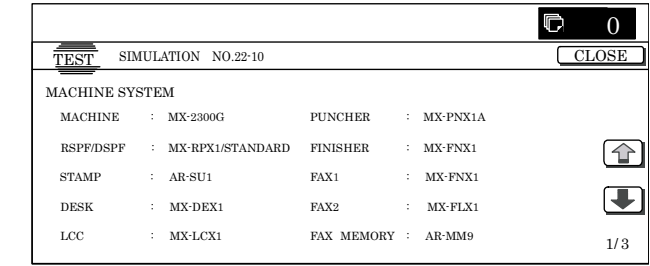 0
TEST SIMULATION NO.22-10 CLOSE
MACHINE SYSTEM
MACHINE : MX-2300G PUNCHER : MX-PNX1A
RSPF/DSPF : MX-RPX1/STANDARD FINISHER : MX-FNX1
STAMP : AR-SU1 FAX1 : MX-FNX1
DESK : MX-DEX1 FAX2 : MX-FLX1
LCC : MX-LCX1 FAX MEMORY : AR-MM9
1/3